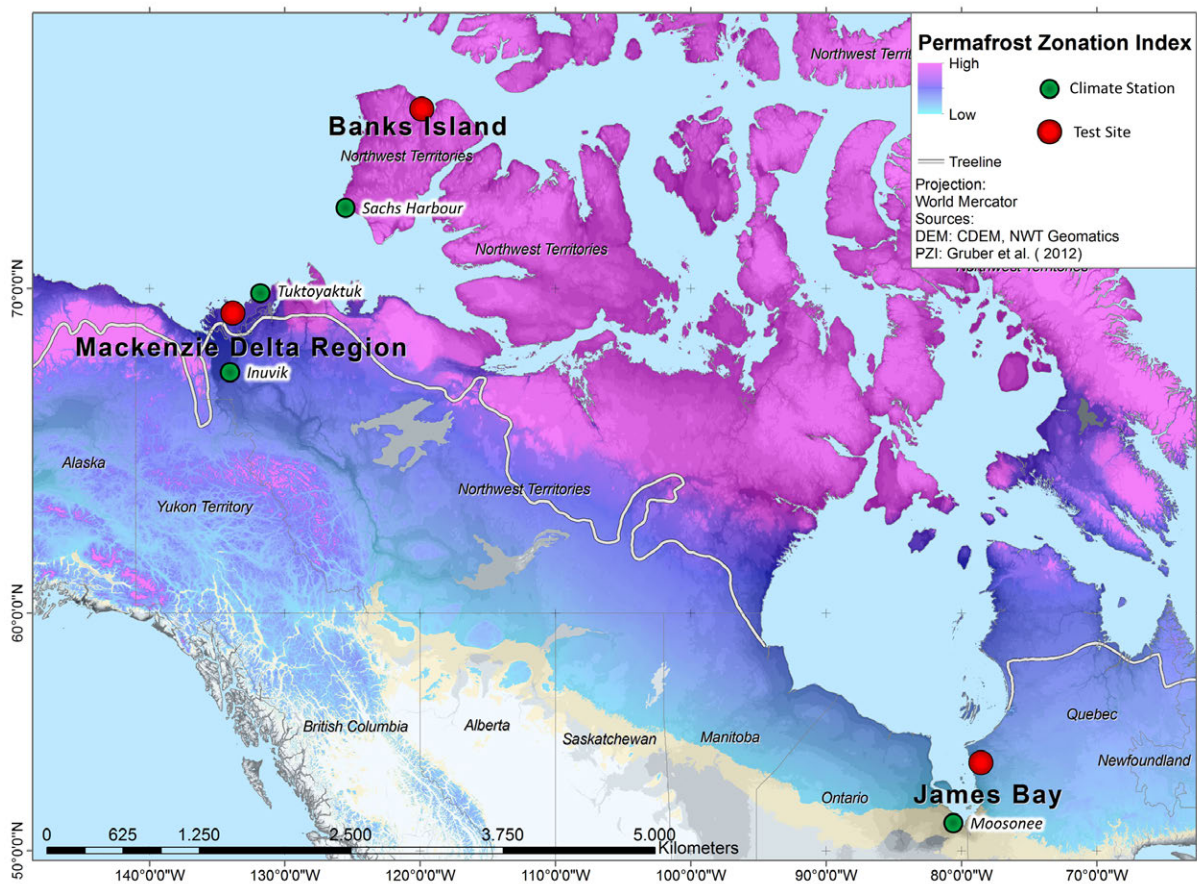 Permafrost Zonation Index
High
Low
Climate Station
Test Site
Treeline
Projection:
World Mercator
Sources:
DEM: CDEM, NWT Geomatics
PZI: Gruber et al. ( 2012)
Northwest Territ
Northwest Territories
Banks Island
Northwest Territories
Sachs Harbour
Northwest Territories
Tuktoyaktuk
Mackenzie Delta Region
Inuvik
Alaska
Yukon Territory
Northwest Territories
British Columbia
Alberta
Saskatchewan
Manitoba
Ontario
Quebec
Newfoundland
James Bay
Moosonee
0 625 1.250 2.500 3.750 5.000
Kilometers
70°0'0"N
60°0'0"N
50°0'0"N
140°0'0"W 130°0'0"W 120°0'0"W 110°0'0"W 100°0'0"W 90°0'0"W 80°0'0"W 70°0'0"W